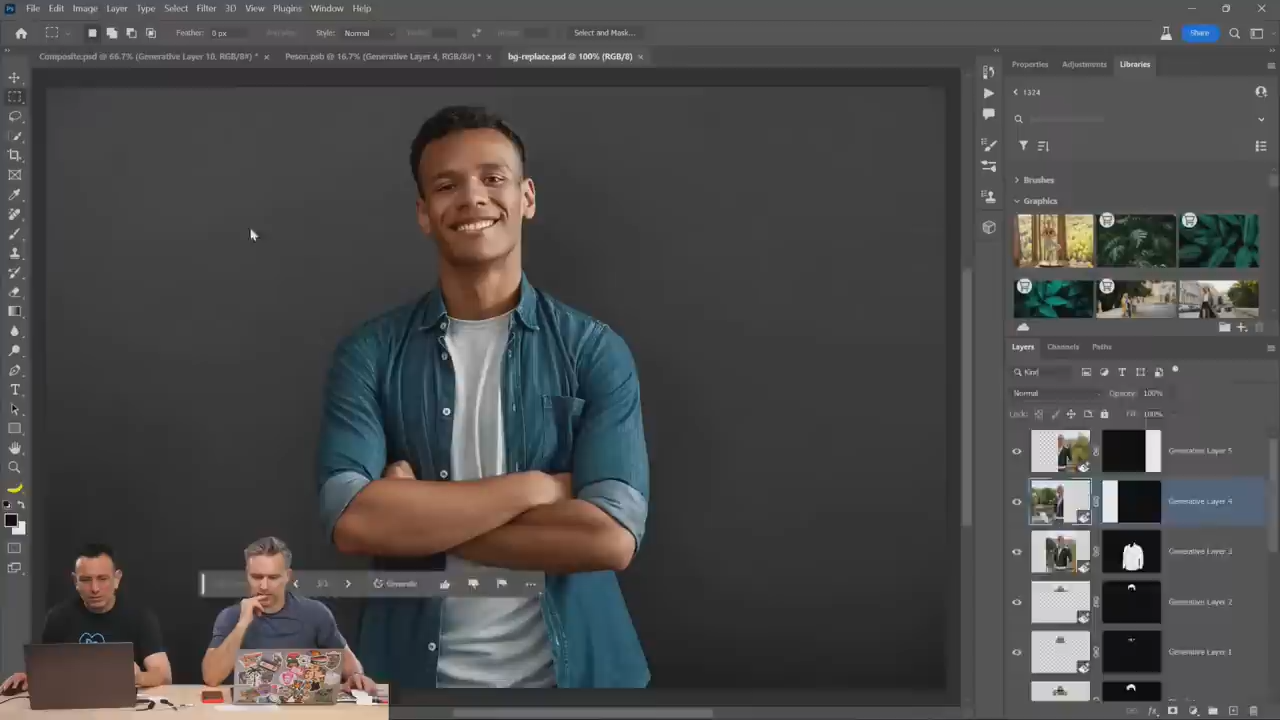 File Edit Image Layer Type Select Filter 3D View Plugins Window Help
Feather: 0 px Style: Normal Select and Mask... Share
Composite.psd @ 66.7% (Generative Layer 10, RGB/8#) * Peson.psb @ 16.7% (Generative Layer 4, RGB/8#) * bg-replace.psd @ 100% (RGB/8)
Properties Adjustments Libraries
1324
Brushes
Graphics
Layers Channels Paths
Kind
Normal Opacity: 100%
Lock: Fill: 100%
Generative Layer 5
Generative Layer 4
Generative Layer 3
Generative Layer 2
Generative Layer 1
Generate